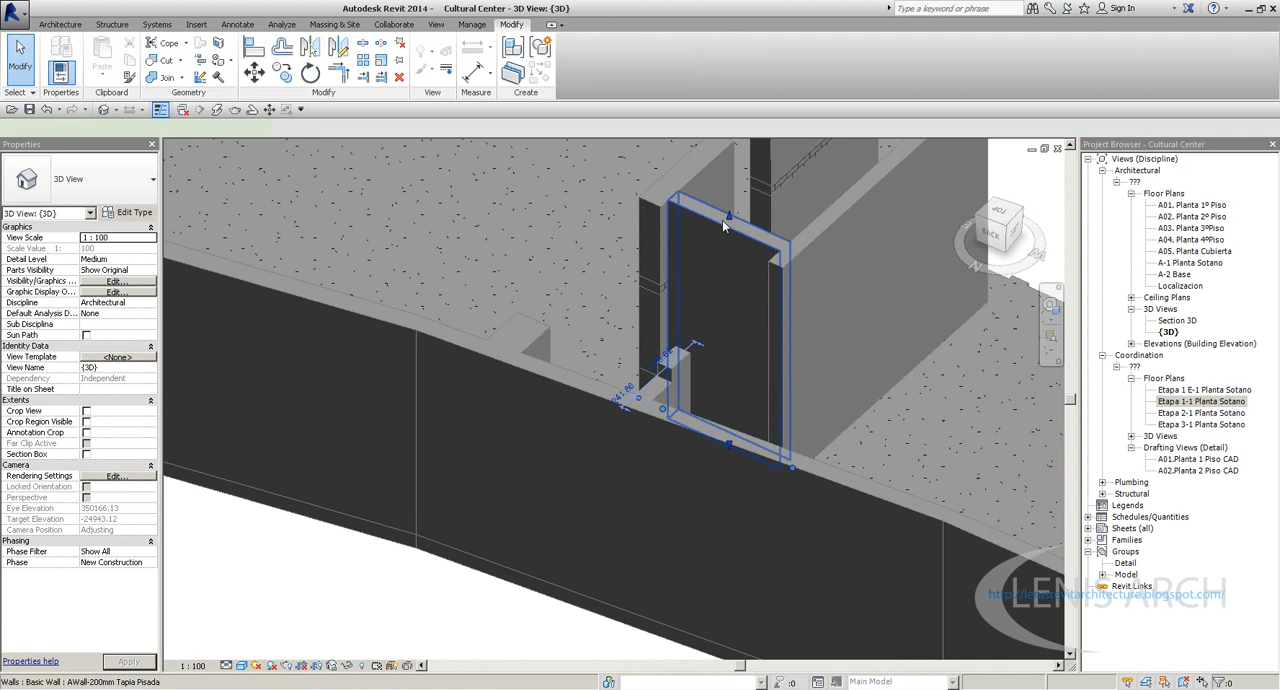 Autodesk Revit 2014 - Cultural Center - 3D View: {3D}
Type a keyword or phrase
Sign In
Architecture Structure Systems Insert Annotate Analyze Massing & Site Collaborate View Manage Modify
Modify
Select
Properties
Paste
Clipboard
Cope
Cut
Join
Geometry
Modify
View
Measure
Create
Properties
3D View
3D View: {3D} Edit Type
Graphics
View Scale 1 : 100
Scale Value 1: 100
Detail Level Medium
Parts Visibility Show Original
Visibility/Graphics ... Edit...
Graphic Display O... Edit...
Discipline Architectural
Default Analysis D... None
Sub Discipline
Sun Path
Identity Data
View Template <None>
View Name {3D}
Dependency Independent
Title on Sheet
Extents
Crop View
Crop Region Visible
Annotation Crop
Far Clip Active
Section Box
Camera
Rendering Settings Edit...
Locked Orientation
Perspective
Eye Elevation 350166.13
Target Elevation -24943.12
Camera Position Adjusting
Phasing
Phase Filter Show All
Phase New Construction
Properties help Apply
TOP
BACK
N
Project Browser - Cultural Center
Views (Discipline)
Architectural
???
Floor Plans
A01. Planta 1º Piso
A02. Planta 2º Piso
A03. Planta 3ºPiso
A04. Planta 4ºPiso
A05. Planta Cubierta
A-1 Planta Sotano
A-2 Base
Localizacion
Ceiling Plans
3D Views
Section 3D
{3D}
Elevations (Building Elevation)
Coordination
???
Floor Plans
Etapa 1 E-1 Planta Sotano
Etapa 1-1 Planta Sotano
Etapa 2-1 Planta Sotano
Etapa 3-1 Planta Sotano
3D Views
Drafting Views (Detail)
A01.Planta 1 Piso CAD
A02.Planta 2 Piso CAD
Plumbing
Structural
Legends
Schedules/Quantities
Sheets (all)
Families
Groups
Detail
Model
Revit Links
LENIS ARCH
http://lenisrevitarchitecture.blogspot.com/
1 : 100
Walls : Basic Wall : AWall-200mm Tapia Pisada
:0
Main Model
:0